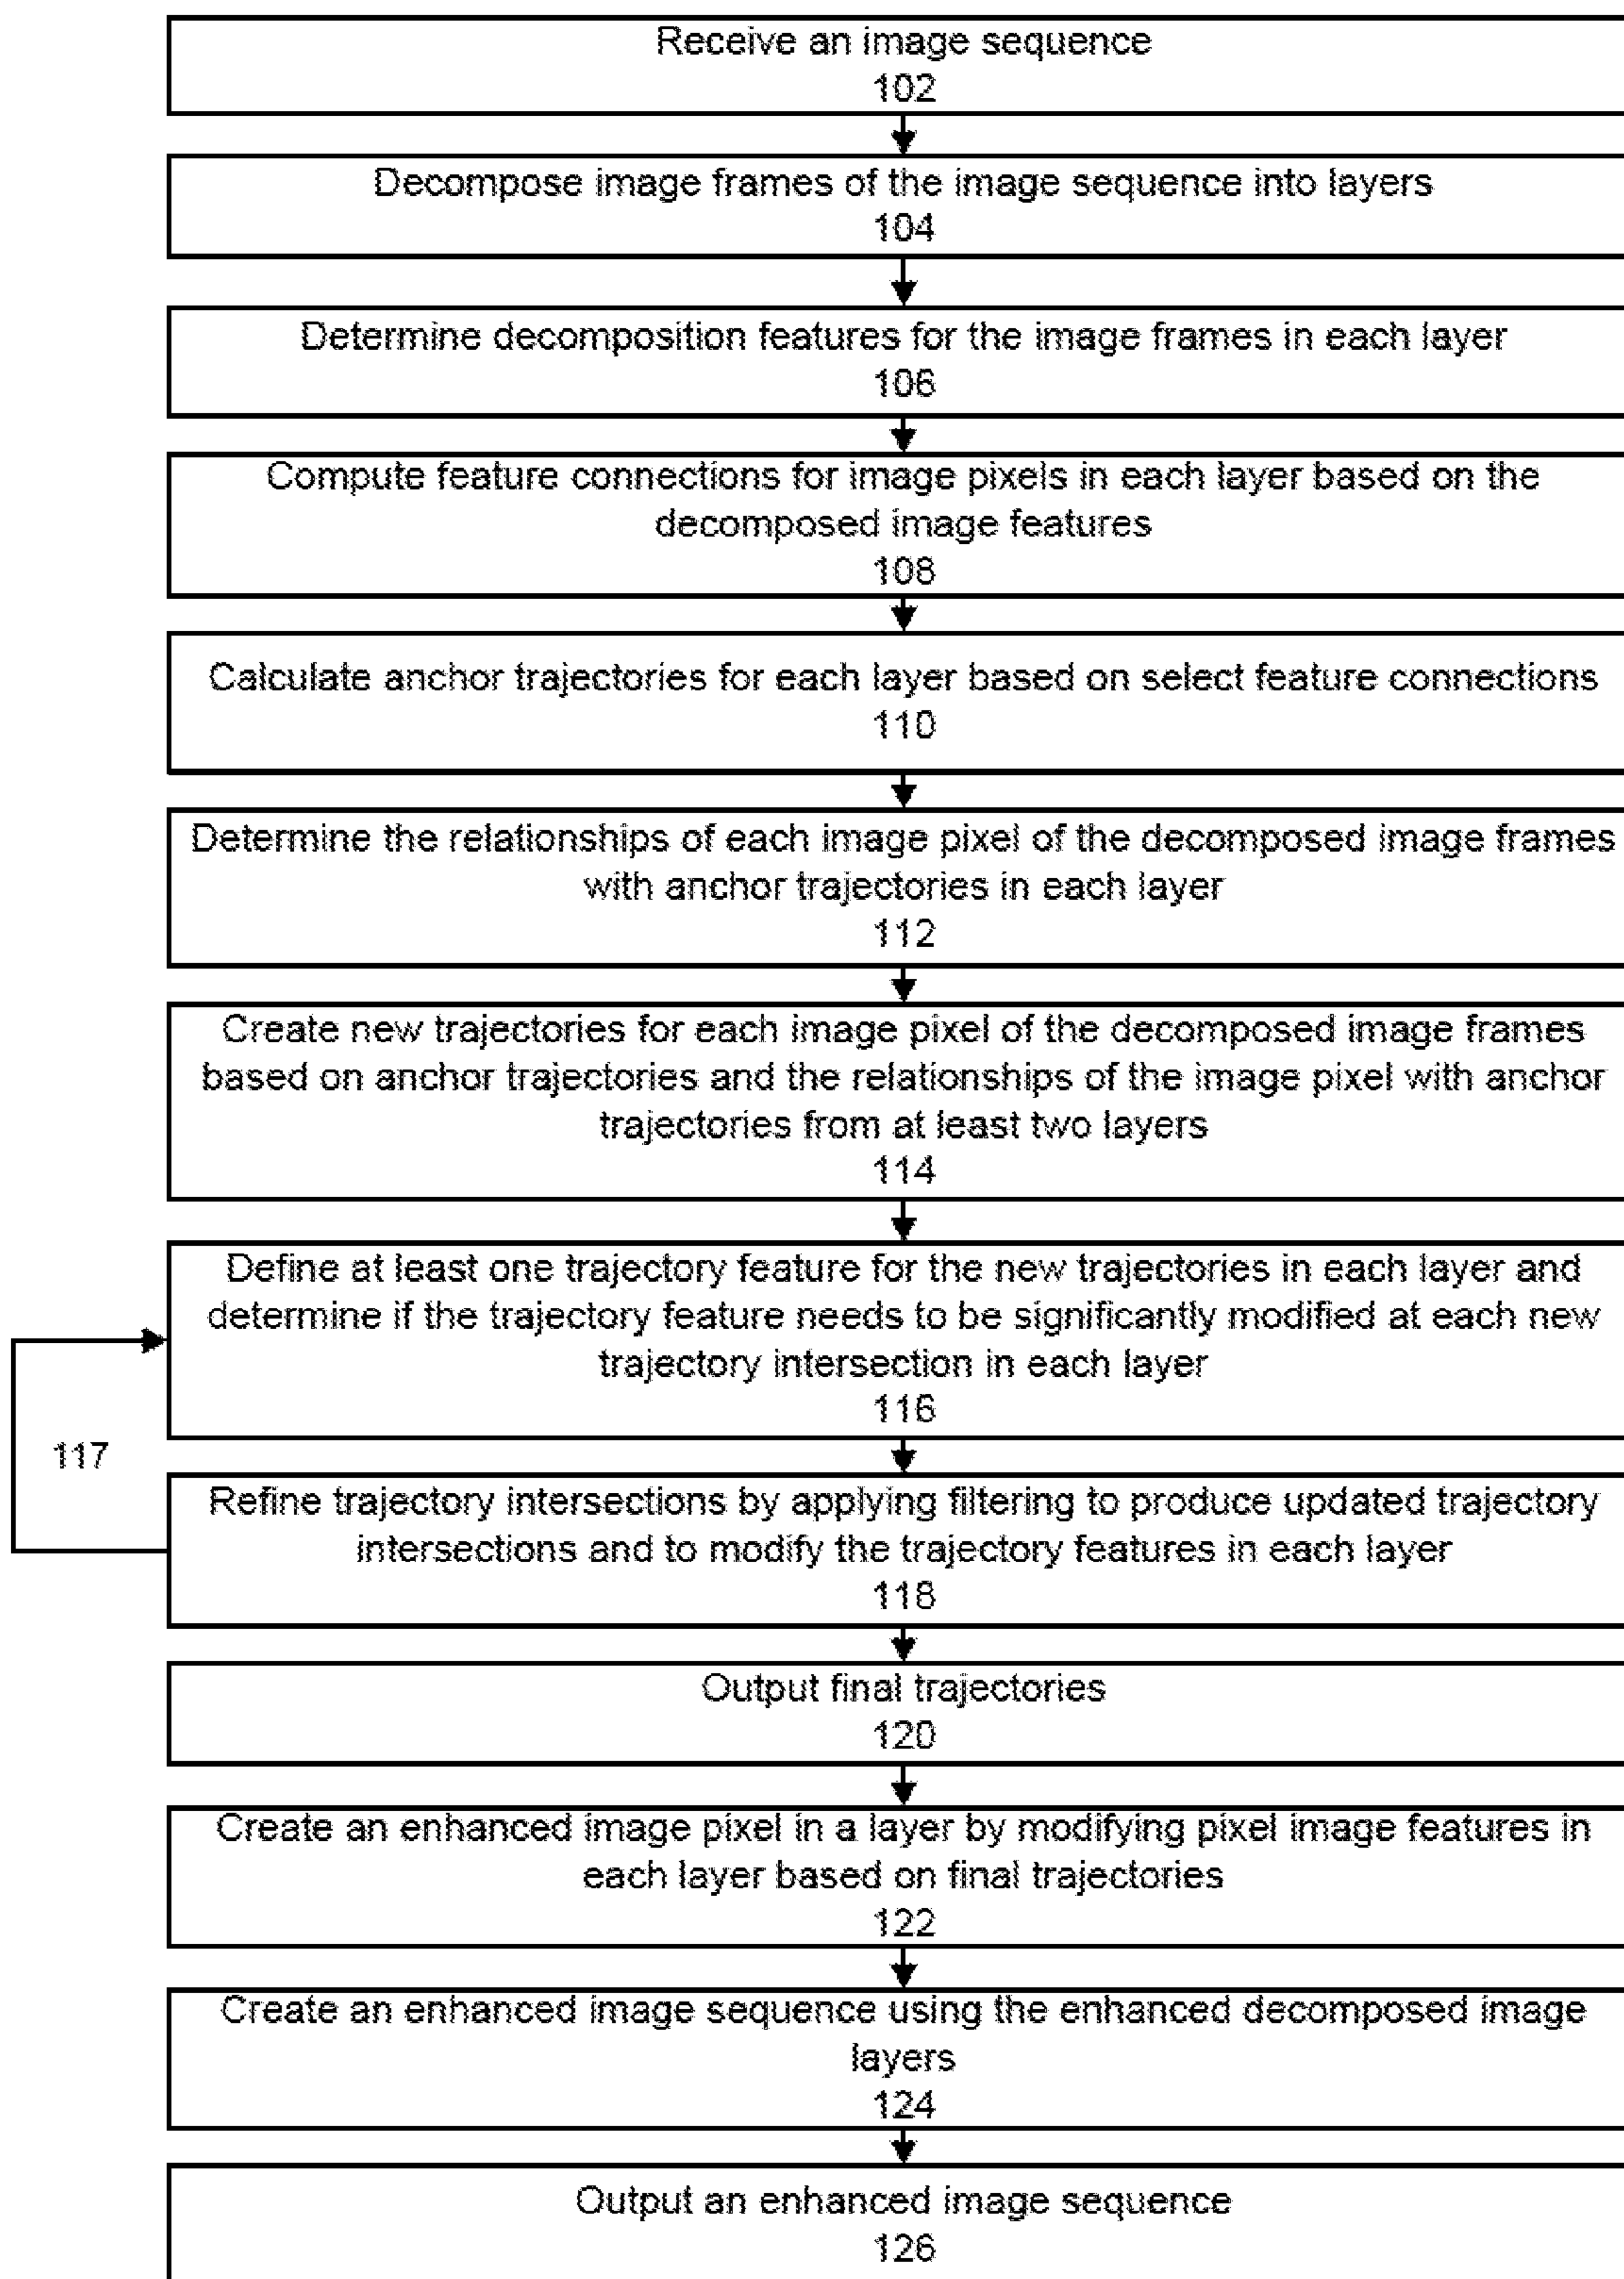 Receive an image sequence
102
Decompose image frames of the image sequence into layers
104
Determine decomposition features for the image frames in each layer
106
Compute feature connections for image pixels in each layer based on the
decomposed image features
108
Calculate anchor trajectories for each layer based on select feature connections
110
Determine the relationships of each image pixel of the decomposed image frames
with anchor trajectories in each layer
112
Create new trajectories for each image pixel of the decomposed image frames
based on anchor trajectories and the relationships of the image pixel with anchor
trajectories from at least two layers
114
Define at least one trajectory feature for the new trajectories in each layer and
determine if the trajectory feature needs to be significantly modified at each new
trajectory intersection in each layer
116
117
Refine trajectory intersections by applying filtering to produce updated trajectory
intersections and to modify the trajectory features in each layer
118
Output final trajectories
120
Create an enhanced image pixel in a layer by modifying pixel image features in
each layer based on final trajectories
122
Create an enhanced image sequence using the enhanced decomposed image
layers
124
Output an enhanced image sequence
126